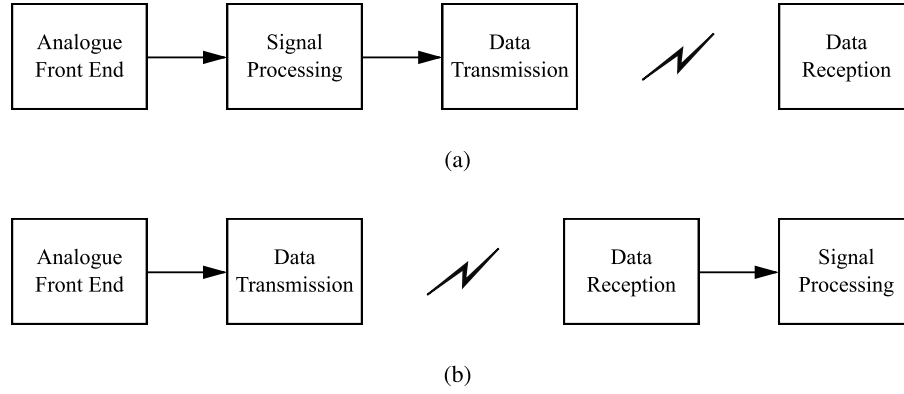 Analogue
Front End
Signal
Processing
Data
Transmission
Data
Reception
(a)
Analogue
Front End
Data
Transmission
Data
Reception
Signal
Processing
(b)